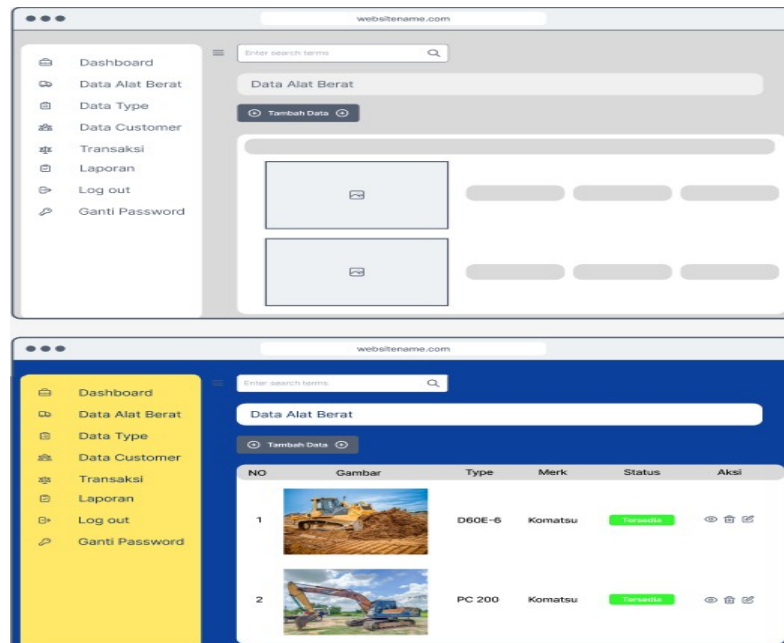 websitename.com
Enter search terms
Dashboard
Data Alat Berat
Data Type
Data Customer
Transaksi
Laporan
Log out
Ganti Password
Data Alat Berat
Tambah Data
websitename.com
Enter search terms
Dashboard
Data Alat Berat
Data Type
Data Customer
Transaksi
Laporan
Log out
Ganti Password
Data Alat Berat
Tambah Data
NO Gambar Type Merk Status Aksi
1 D60E-6 Komatsu Tersedia
2 PC 200 Komatsu Tersedia